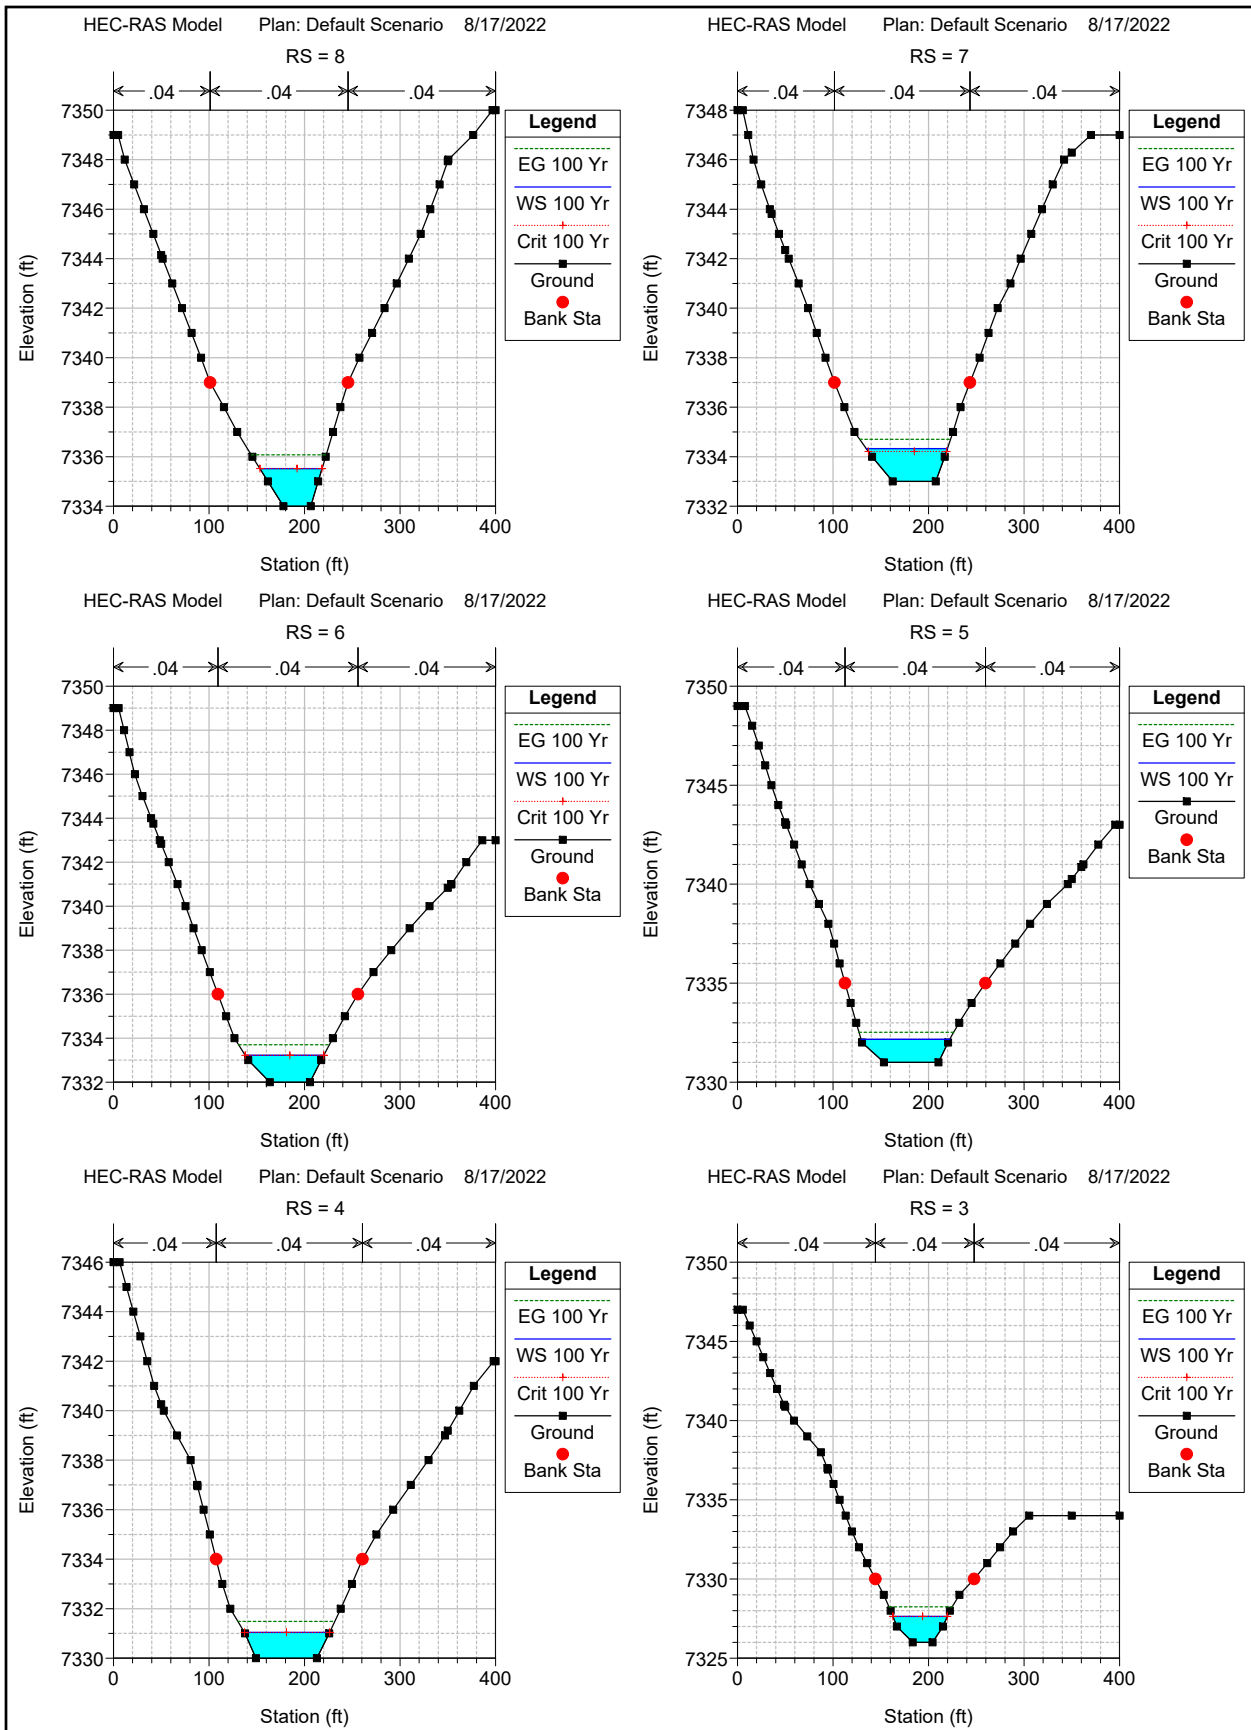 HEC-RAS Model Plan: Default Scenario 8/17/2022
RS = 8
.04 .04 .04
7350
7348
7346
7344
7342
7340
7338
7336
7334
0 100 200 300 400
Station (ft)
Elevation (ft)
Legend
EG 100 Yr
WS 100 Yr
Crit 100 Yr
Ground
Bank Sta
HEC-RAS Model Plan: Default Scenario 8/17/2022
RS = 7
.04 .04 .04
7348
7346
7344
7342
7340
7338
7336
7334
7332
0 100 200 300 400
Station (ft)
Elevation (ft)
Legend
EG 100 Yr
WS 100 Yr
Crit 100 Yr
Ground
Bank Sta
HEC-RAS Model Plan: Default Scenario 8/17/2022
RS = 6
.04 .04 .04
7350
7348
7346
7344
7342
7340
7338
7336
7334
7332
0 100 200 300 400
Station (ft)
Elevation (ft)
Legend
EG 100 Yr
WS 100 Yr
Crit 100 Yr
Ground
Bank Sta
HEC-RAS Model Plan: Default Scenario 8/17/2022
RS = 5
.04 .04 .04
7350
7345
7340
7335
7330
0 100 200 300 400
Station (ft)
Elevation (ft)
Legend
EG 100 Yr
WS 100 Yr
Ground
Bank Sta
HEC-RAS Model Plan: Default Scenario 8/17/2022
RS = 4
.04 .04 .04
7346
7344
7342
7340
7338
7336
7334
7332
7330
0 100 200 300 400
Station (ft)
Elevation (ft)
Legend
EG 100 Yr
WS 100 Yr
Crit 100 Yr
Ground
Bank Sta
HEC-RAS Model Plan: Default Scenario 8/17/2022
RS = 3
.04 .04 .04
7350
7345
7340
7335
7330
7325
0 100 200 300 400
Station (ft)
Elevation (ft)
Legend
EG 100 Yr
WS 100 Yr
Crit 100 Yr
Ground
Bank Sta